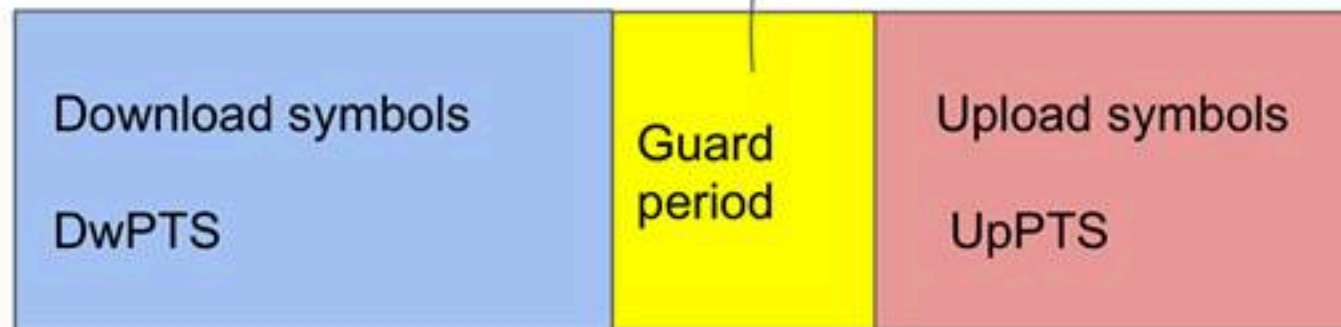 Download symbols
DwPTS
Guard
period
Upload symbols
UpPTS